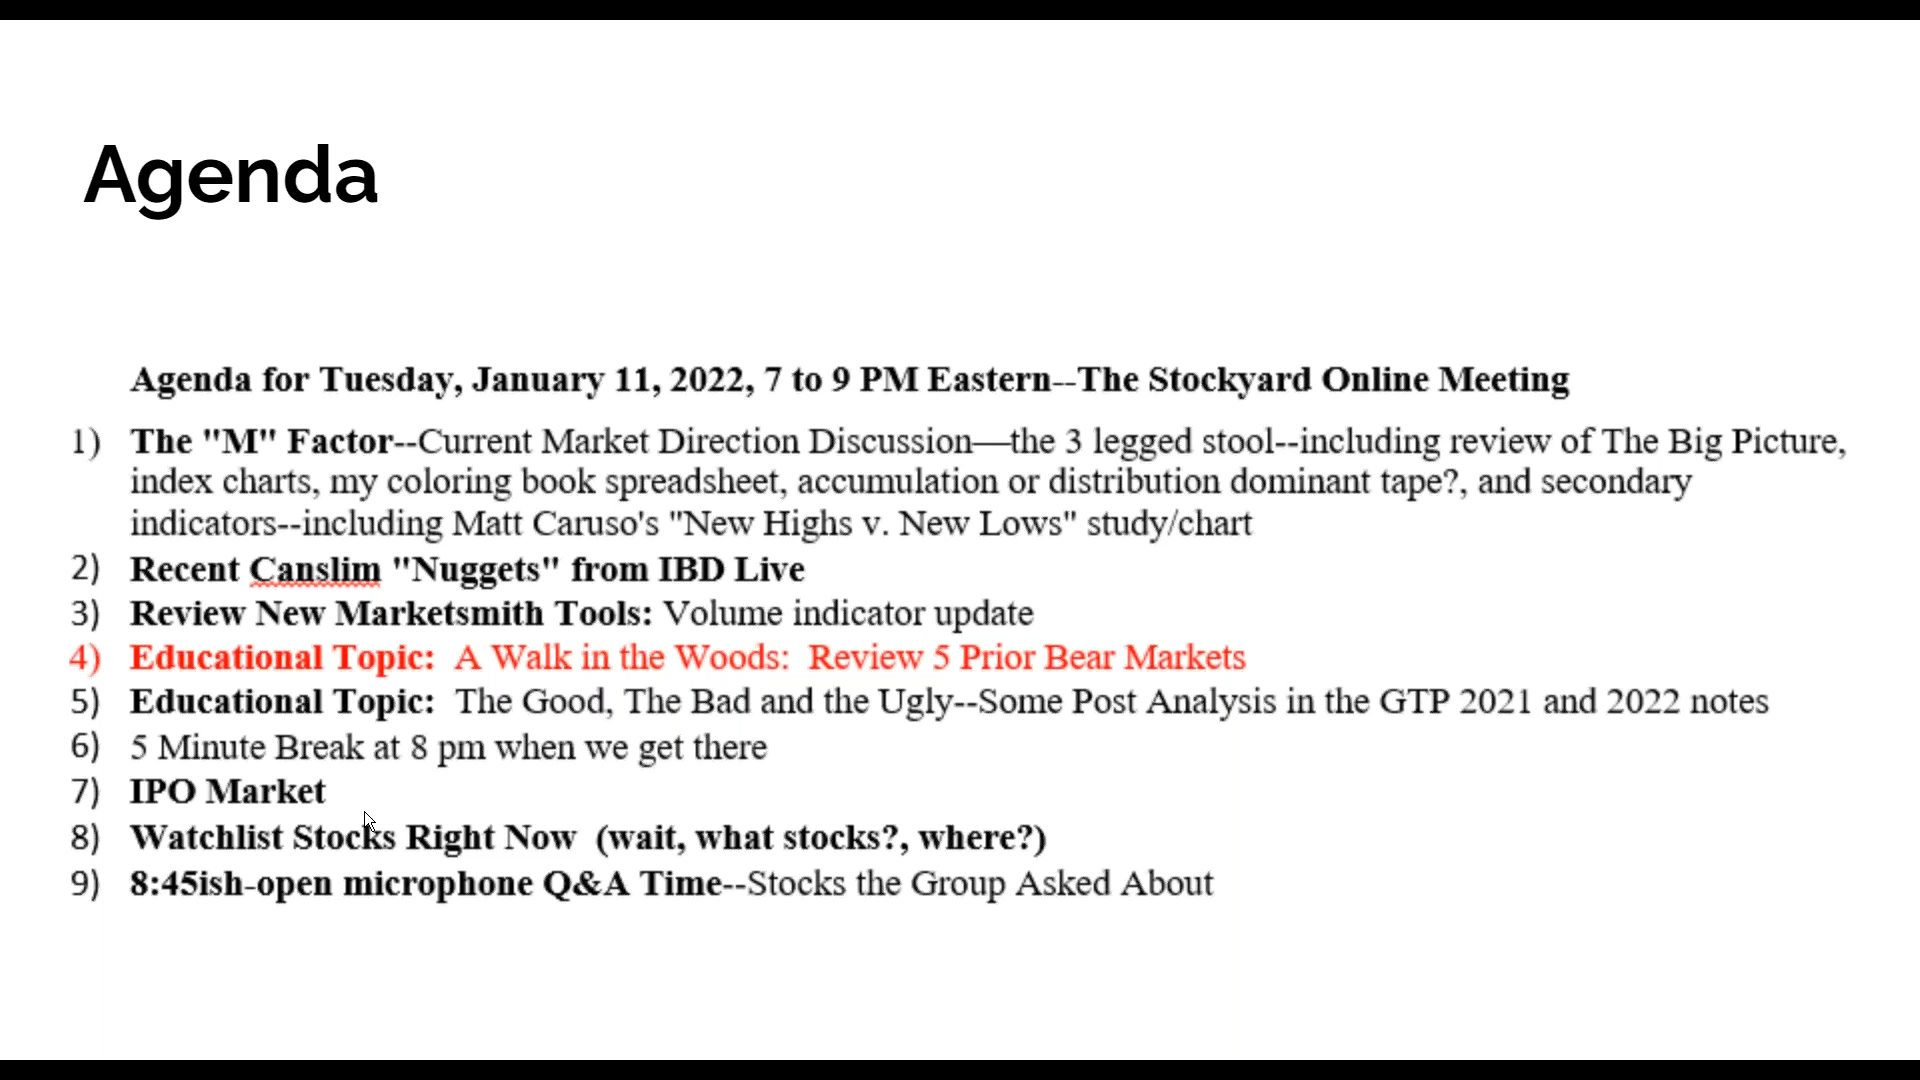 Agenda
Agenda for Tuesday, January 11, 2022, 7 to 9 PM Eastern--The Stockyard Online Meeting
1) The "M" Factor--Current Market Direction Discussion—the 3 legged stool--including review of The Big Picture,
index charts, my coloring book spreadsheet, accumulation or distribution dominant tape?, and secondary
indicators--including Matt Caruso's "New Highs v. New Lows" study/chart
2) Recent Canslim "Nuggets" from IBD Live
3) Review New Marketsmith Tools: Volume indicator update
4) Educational Topic:  A Walk in the Woods:  Review 5 Prior Bear Markets
5) Educational Topic:  The Good, The Bad and the Ugly--Some Post Analysis in the GTP 2021 and 2022 notes
6) 5 Minute Break at 8 pm when we get there
7) IPO Market
8) Watchlist Stocks Right Now  (wait, what stocks?, where?)
9) 8:45ish-open microphone Q&A Time--Stocks the Group Asked About